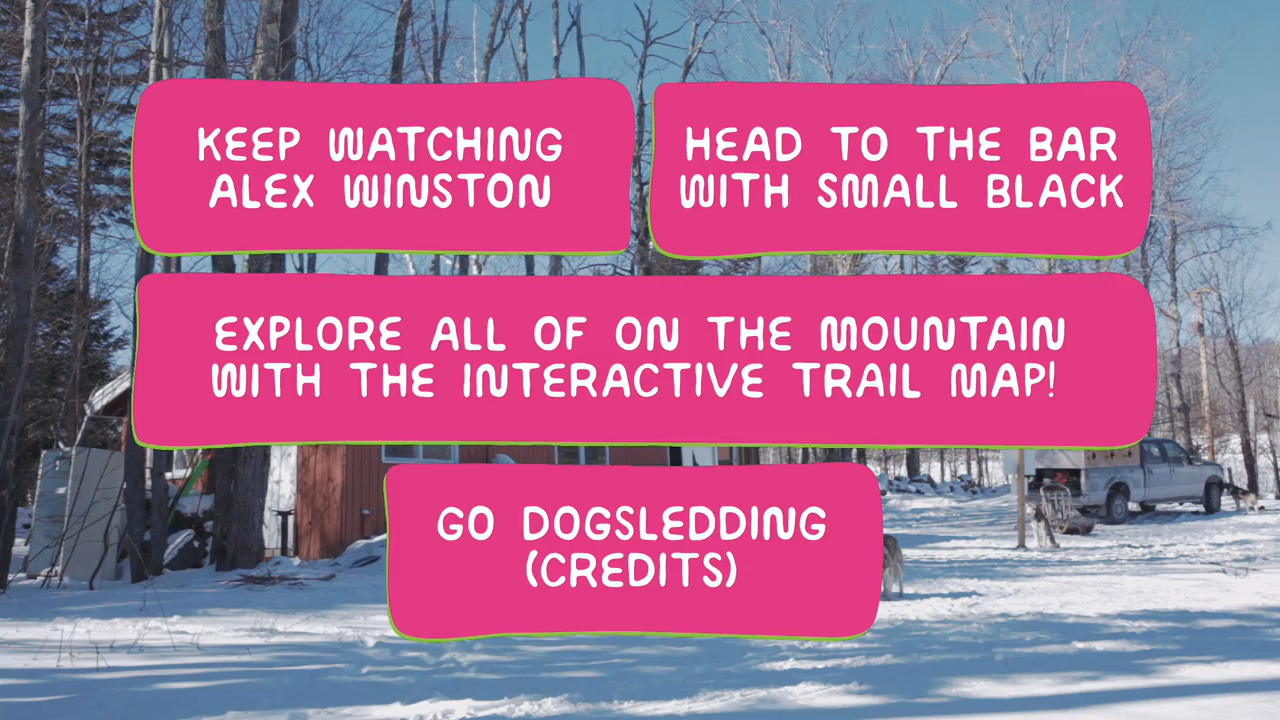 KEEP WATCHING
ALEX WINSTON
HEAD TO THE BAR
WITH SMALL BLACK
EXPLORE ALL OF ON THE MOUNTAIN
WITH THE INTERACTIVE TRAIL MAP!
GO DOGSLEDDING
(CREDITS)